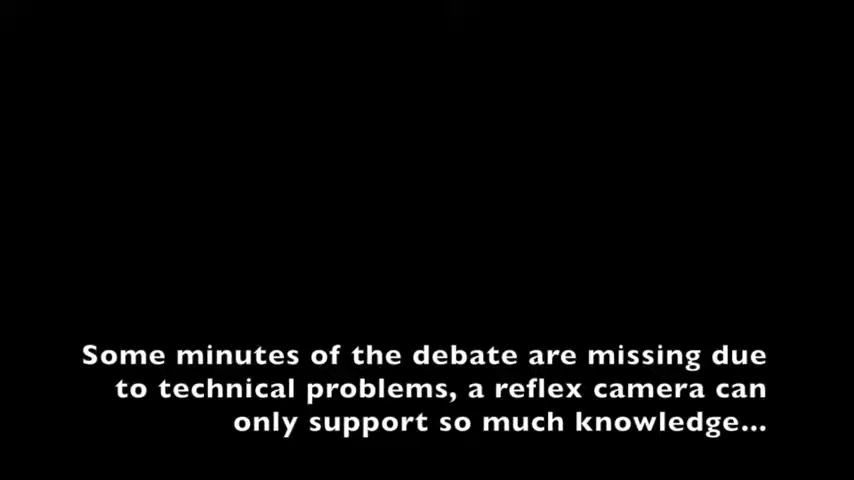 Some minutes of the debate are missing due
to technical problems, a reflex camera can
only support so much knowledge...